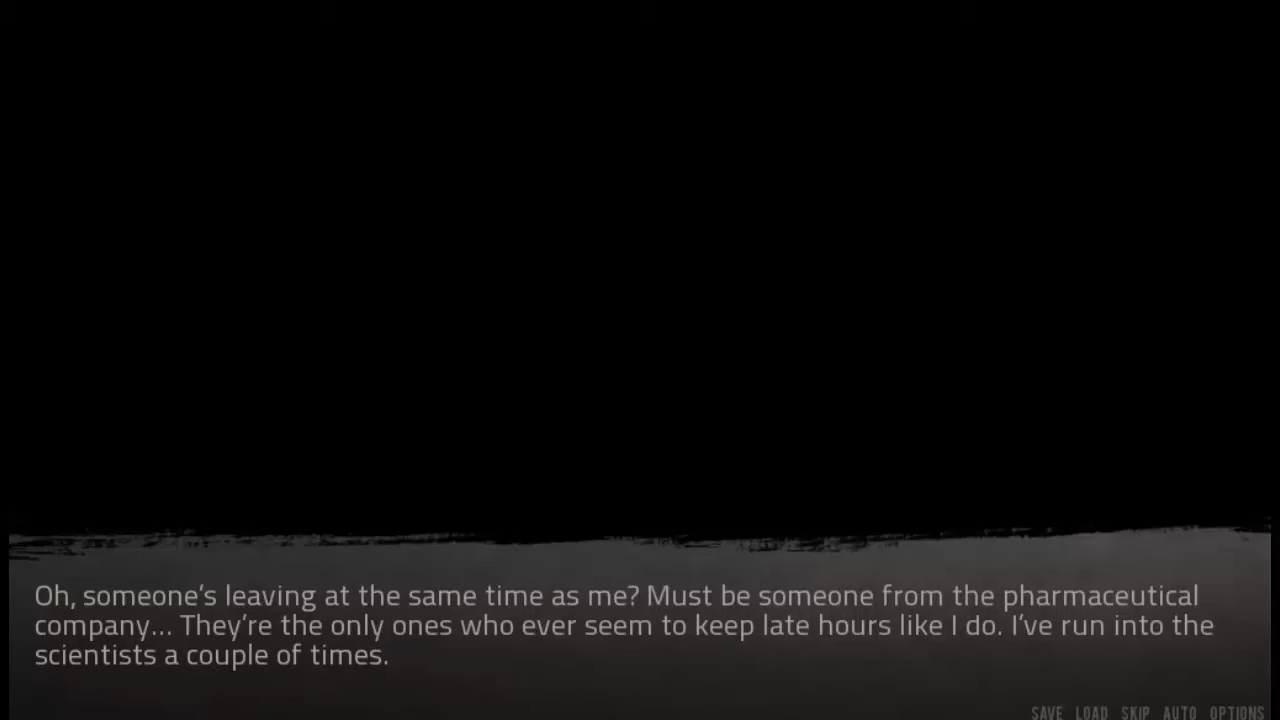 Oh, someone’s leaving at the same time as me? Must be someone from the pharmaceutical
company… They’re the only ones who ever seem to keep late hours like I do. I’ve run into the
scientists a couple of times.
SAVE LOAD SKIP AUTO OPTIONS